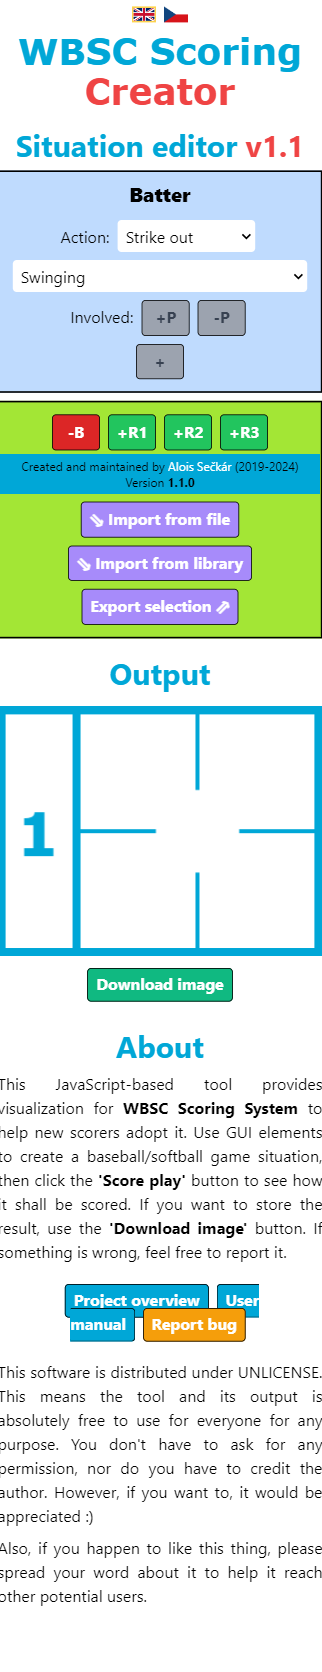 WBSC Scoring
Creator
Situation editor v1.1
Batter
Action: Strike out
Swinging
Involved: +P -P
+
-B +R1 +R2 +R3
Created and maintained by Alois Sečkár (2019-2024)
Version 1.1.0
⇘ Import from file
⇘ Import from library
Export selection ⇗
Output
1
Download image
About
This JavaScript-based tool provides
visualization for WBSC Scoring System to
help new scorers adopt it. Use GUI elements
to create a baseball/softball game situation,
then click the 'Score play' button to see how
it shall be scored. If you want to store the
result, use the 'Download image' button. If
something is wrong, feel free to report it.
Project overview User
manual Report bug
This software is distributed under UNLICENSE.
This means the tool and its output is
absolutely free to use for everyone for any
purpose. You don't have to ask for any
permission, nor do you have to credit the
author. However, if you want to, it would be
appreciated :)
Also, if you happen to like this thing, please
spread your word about it to help it reach
other potential users.